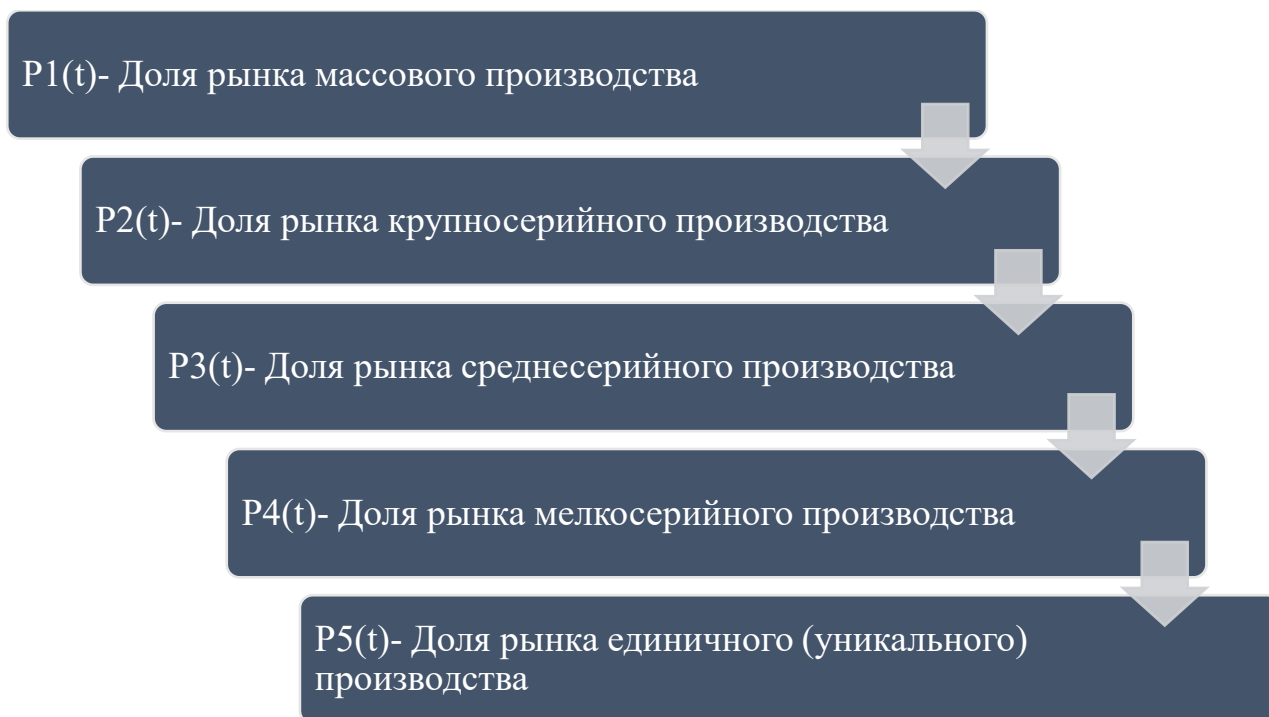 P1(t)- Доля рынка массового производства
P2(t)- Доля рынка крупносерийного производства
P3(t)- Доля рынка среднесерийного производства
P4(t)- Доля рынка мелкосерийного производства
P5(t)- Доля рынка единичного (уникального)
производства